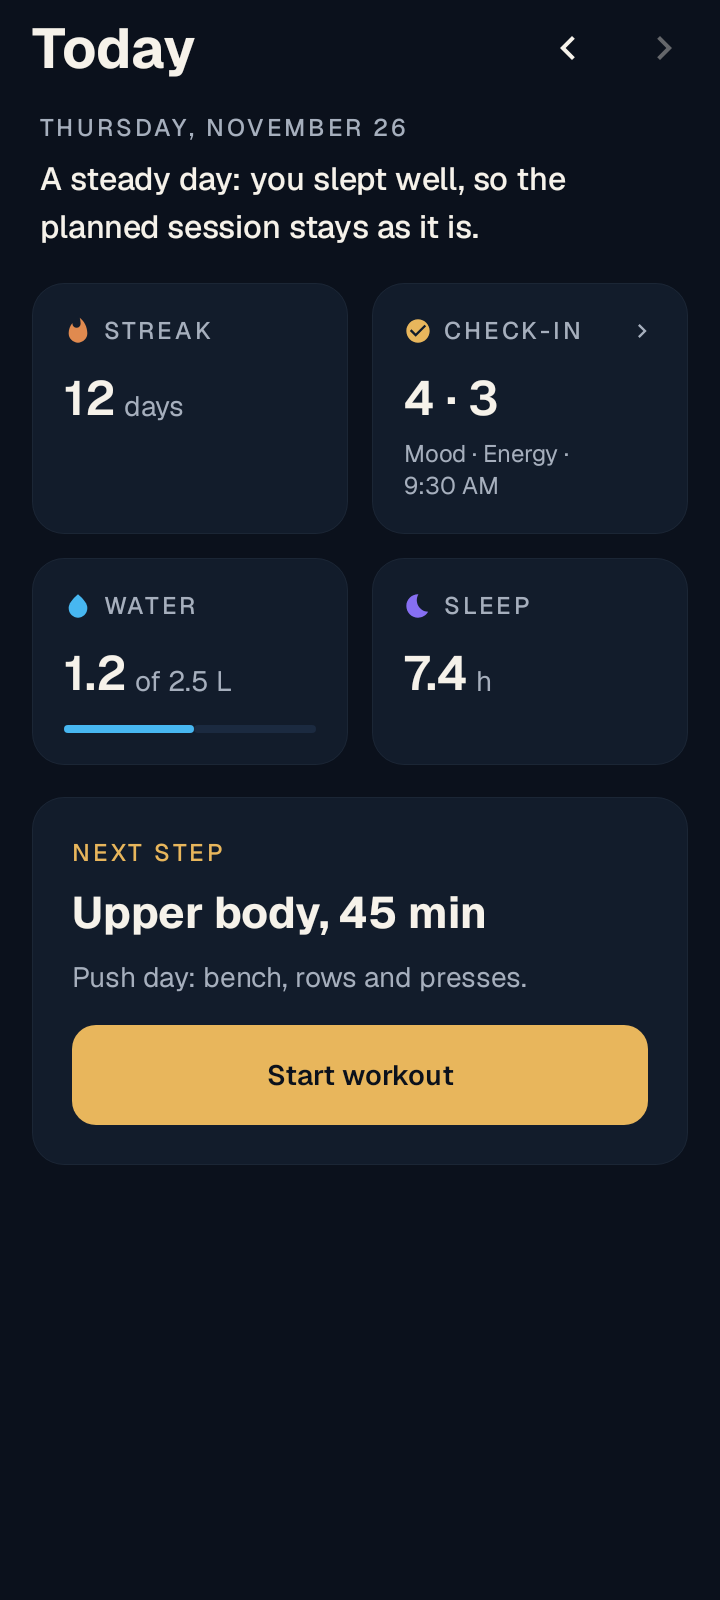 Today
THURSDAY, NOVEMBER 26
A steady day: you slept well, so the
planned session stays as it is.
STREAK
12 days
CHECK-IN
4 · 3
Mood · Energy ·
9:30 AM
WATER
1.2 of 2.5 L
SLEEP
7.4 h
NEXT STEP
Upper body, 45 min
Push day: bench, rows and presses.
Start workout